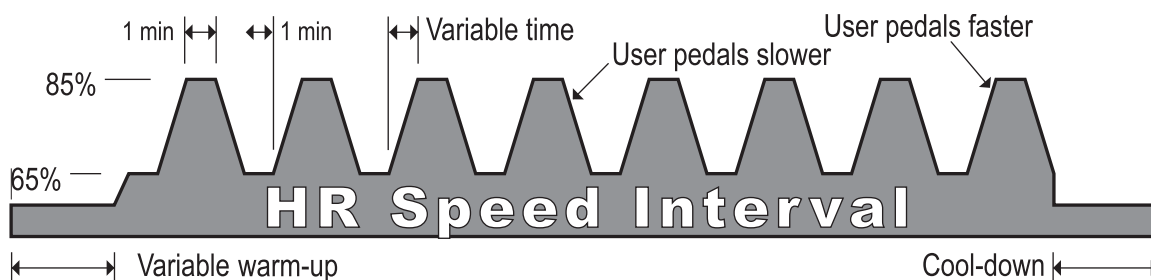 1 min
1 min
Variable time
User pedals slower
User pedals faster
85%
65%
HR Speed Interval
Variable warm-up
Cool-down